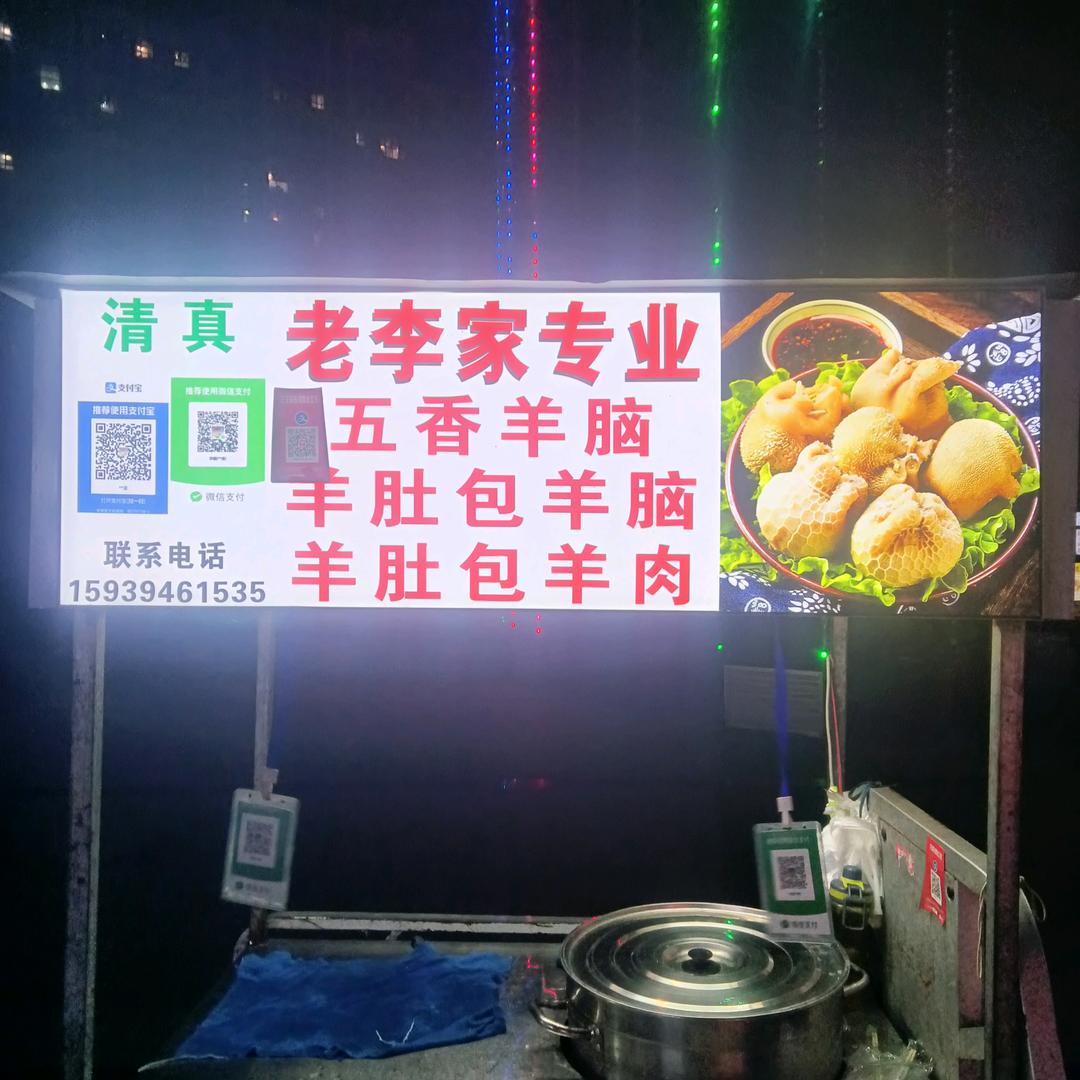 清真
老李家专业
五香羊脑
羊肚包羊脑
羊肚包羊肉
支付宝
推荐使用支付宝
推荐使用微信支付
微信支付
联系电话
15939461535